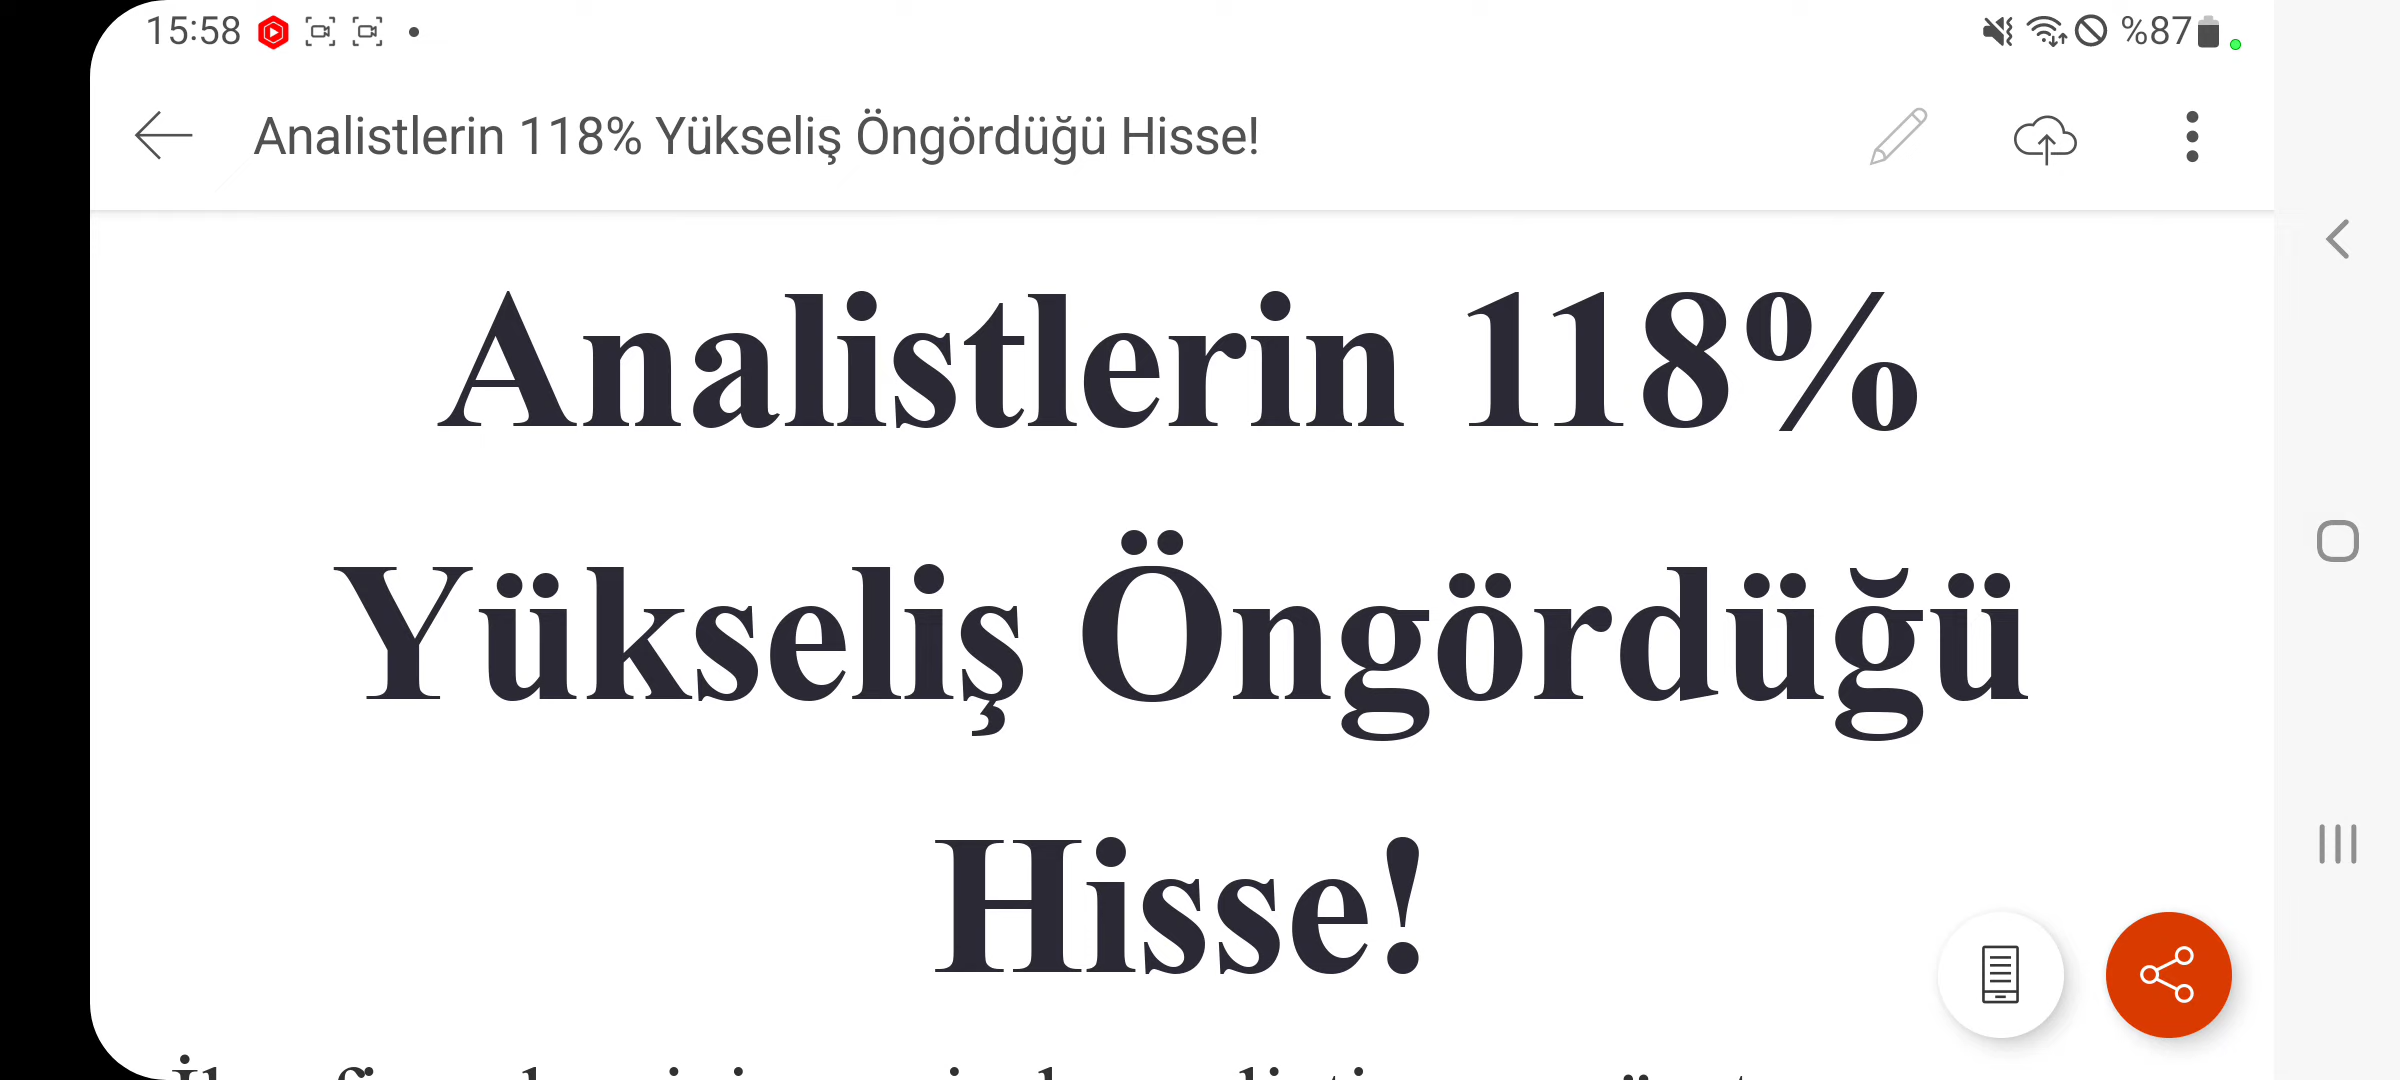 15:58
%87
Analistlerin 118% Yükseliş Öngördüğü Hisse!
Analistlerin 118%
Yükseliş Öngördüğü
Hisse!